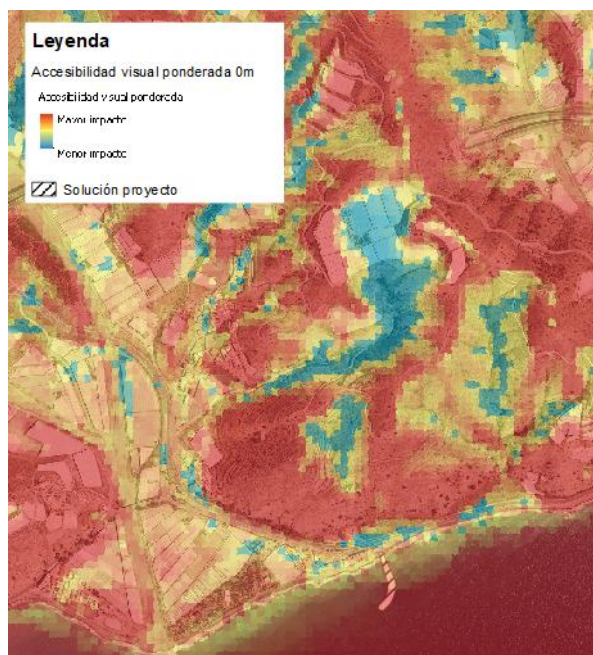 Leyenda
Accesibilidad visual ponderada 0m
Accesibilidad visual ponderada
Mayor impacto
Menor impacto
Solución proyecto